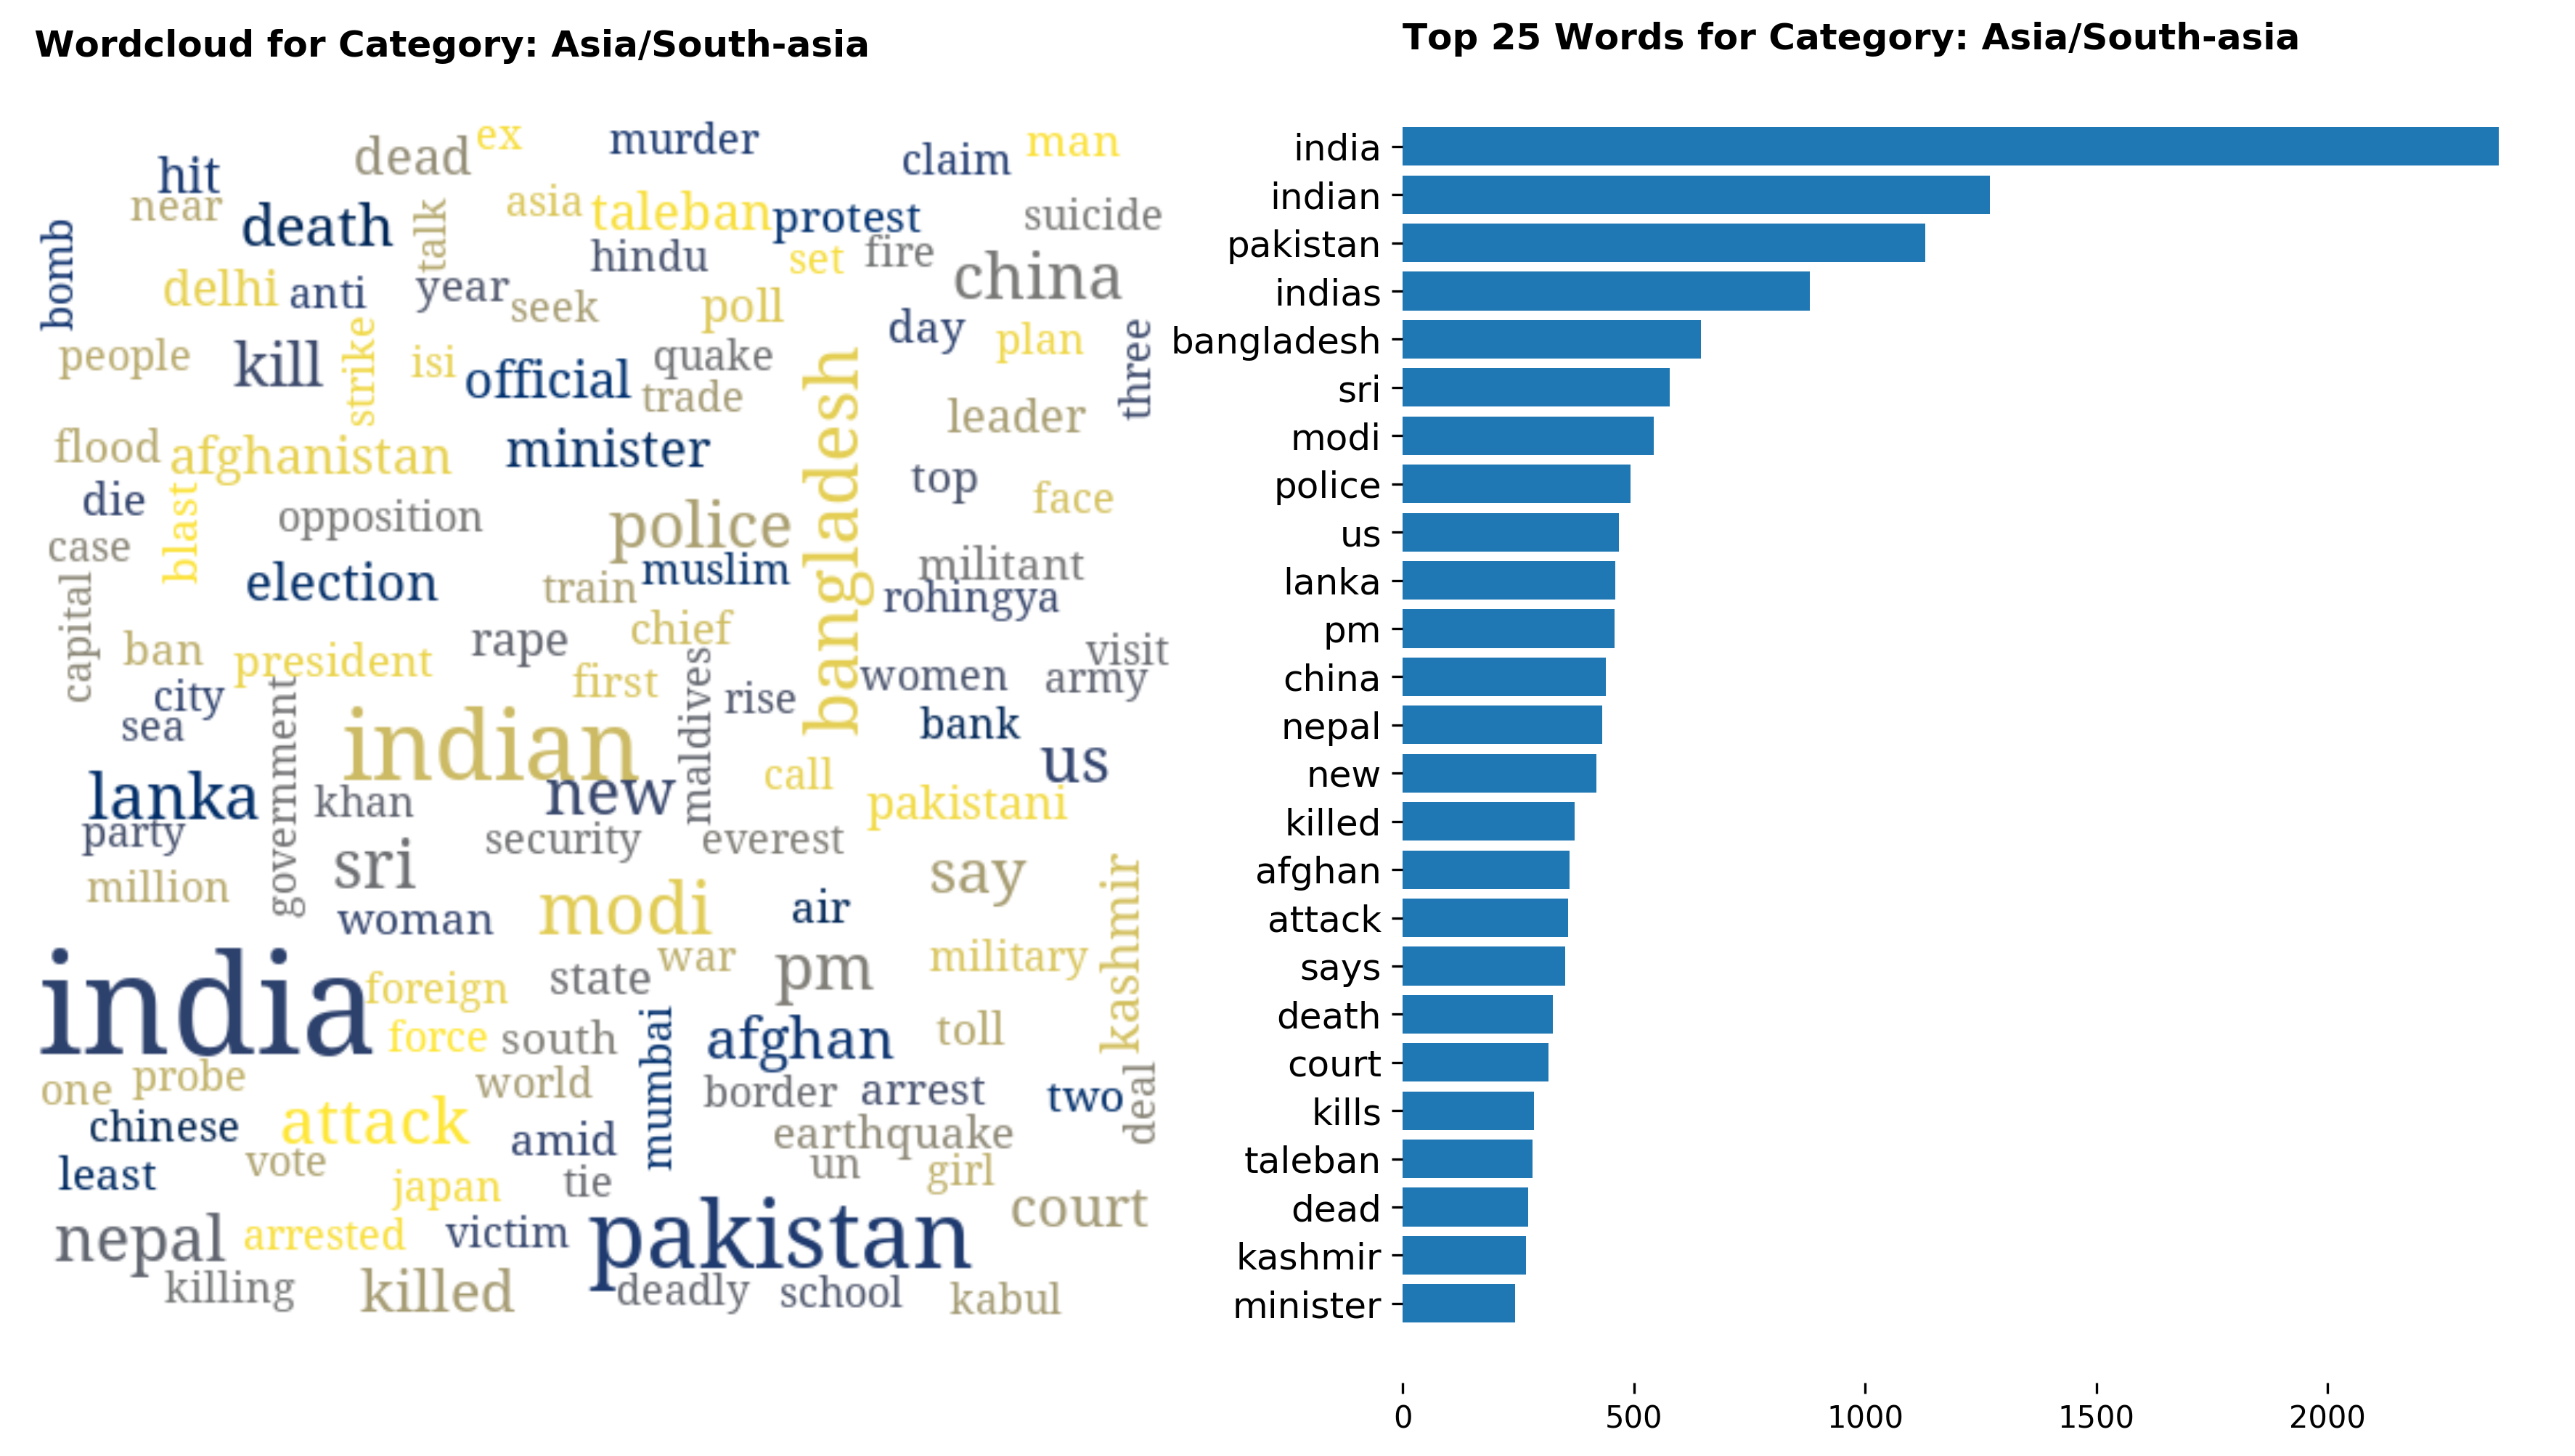 Wordcloud for Category: Asia/South-asia
ex
murder
man
dead
claim
hit
near
asia
taleban
protest
suicide
death
talk
bomb
hindu
set
fire
china
delhi
anti
year
seek
poll
day
plan
three
people
kill
strike
isi
official
quake
trade
bangladesh
leader
flood
afghanistan
minister
top
die
blast
face
opposition
police
case
election
train
muslim
militant
rohingya
capital
ban
president
rape
chief
first
maldives
women
visit
army
city
sea
government
rise
bank
indian
us
lanka
khan
new
call
pakistani
party
security
everest
sri
say
million
modi
air
woman
kashmir
india
foreign
state
war
pm
military
force
south
mumbai
afghan
toll
one
probe
world
border
arrest
two
deal
chinese
attack
amid
earthquake
least
vote
japan
tie
un
girl
nepal
arrested
victim
pakistan
court
killing
killed
deadly
school
kabul
Top 25 Words for Category: Asia/South-asia
india
indian
pakistan
indias
bangladesh
sri
modi
police
us
lanka
pm
china
nepal
new
killed
afghan
attack
says
death
court
kills
taleban
dead
kashmir
minister
0 500 1000 1500 2000